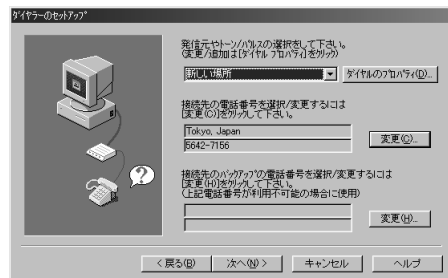 ダイヤラーのセットアップ
発信元やトーン/パルスの選択をして下さい。
(変更/追加は[ダイヤル プロパティ]をクリック)
新しい場所
ダイヤルのプロパティ(D)...
接続先の電話番号を選択/変更するには
[変更(C)]をクリックして下さい。
Tokyo, Japan
5642-7156
変更(C)...
接続先のバックアップの電話番号を選択/変更するには
[変更(H)]をクリックして下さい。
(上記電話番号が利用不可能の場合に使用)
変更(H)...
?
< 戻る(B)
次へ(N) >
キャンセル
ヘルプ